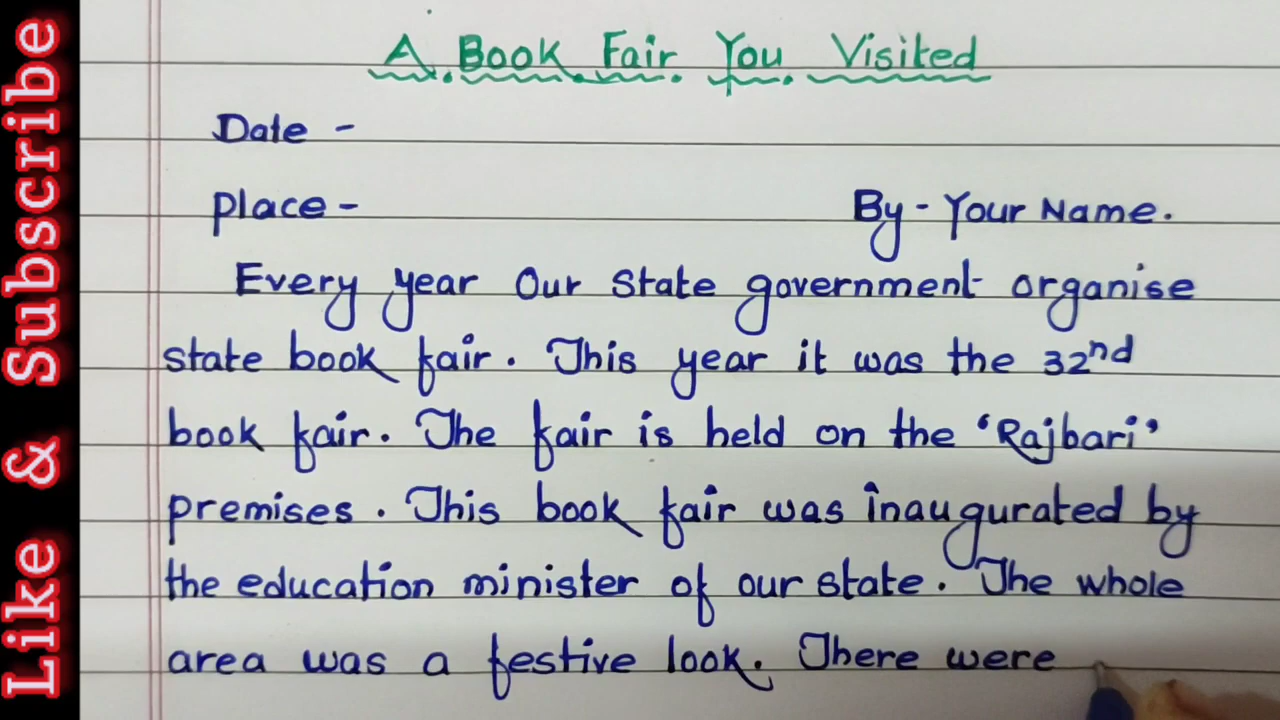 Like & Subscribe
A Book Fair You Visited
Date -
Place -
By - Your Name.
Every year Our State government organise
state book fair. This year it was the 32nd
book fair. The fair is held on the 'Rajbari'
premises. This book fair was inaugurated by
the education minister of our state. The whole
area was a festive look. There were